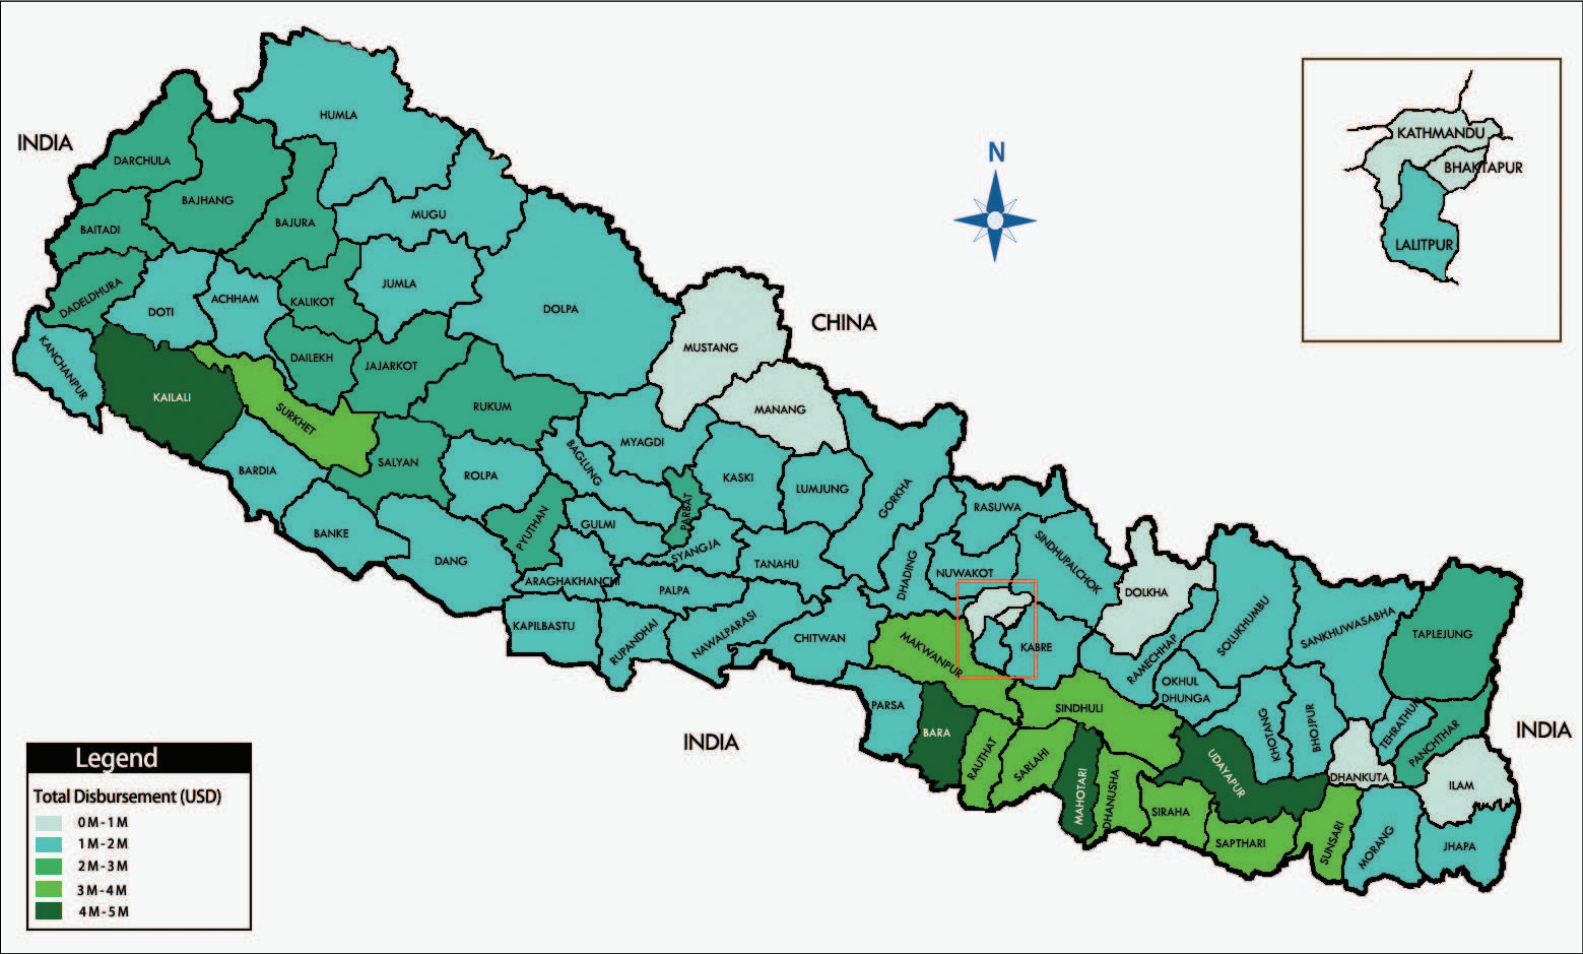 HUMLA
INDIA
DARCHULA
BAJHANG
BAJURA
MUGU
BAITADI
DADELDHURA
DOTI
ACHHAM
KALIKOT
JUMLA
DOLPA
KANCHANPUR
KAILALI
SURKHET
DAILEKH
JAJARKOT
RUKUM
MUSTANG
MANANG
CHINA
N
KATHMANDU
BHAKTAPUR
LALITPUR
BARDIA
SALYAN
ROLPA
BAGLUNG
MYAGDI
KASKI
LUMJUNG
GORKHA
BANKE
DANG
PYUTHAN
GULMI
PARBAT
SYANGJA
TANAHU
DHADING
RASUWA
NUWAKOT
SINDHUPALCHOK
DOLKHA
ARAGHAKHANCHI
PALPA
KAPILBASTU
RUPANDHAI
NAWALPARASI
CHITWAN
MAKWANPUR
KABRE
RAMECHHAP
SOLUKHUMBU
SANKHUWASABHA
TAPLEJUNG
PARSA
BARA
RAUTHAT
SARLAHI
SINDHULI
MAHOTARI
DHANUSHA
OKHUL
DHUNGA
KHOTANG
BHOJPUR
TEHRATHUM
PANCHTHAR
INDIA
INDIA
UDAYAPUR
DHANKUTA
ILAM
SIRAHA
SAPTHARI
SUNSARI
MORANG
JHAPA
Legend
Total Disbursement (USD)
0M-1M
1M-2M
2M-3M
3M-4M
4M-5M